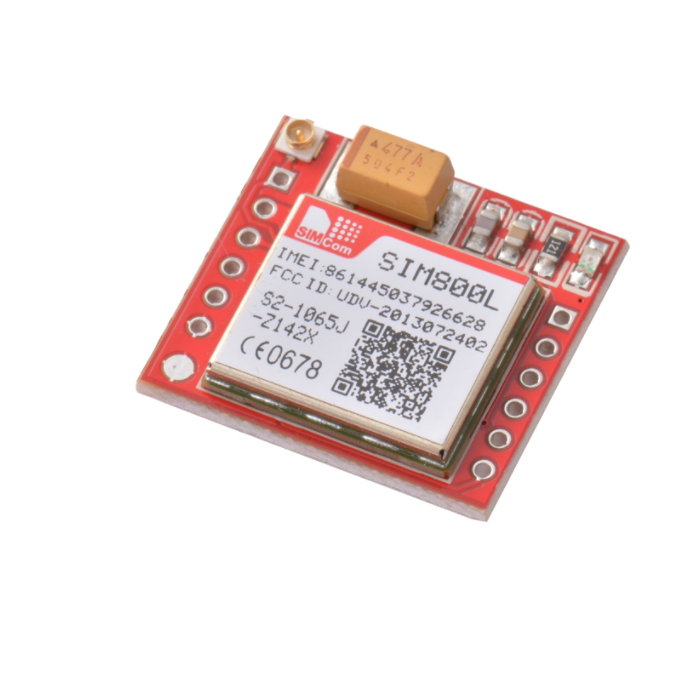 ▲477A
504F2
SIMCom
SIM800L
IMEI:861445037926628
FCC ID: UDV-2013072402
S2-1065J
-Z142X
CE0678
121